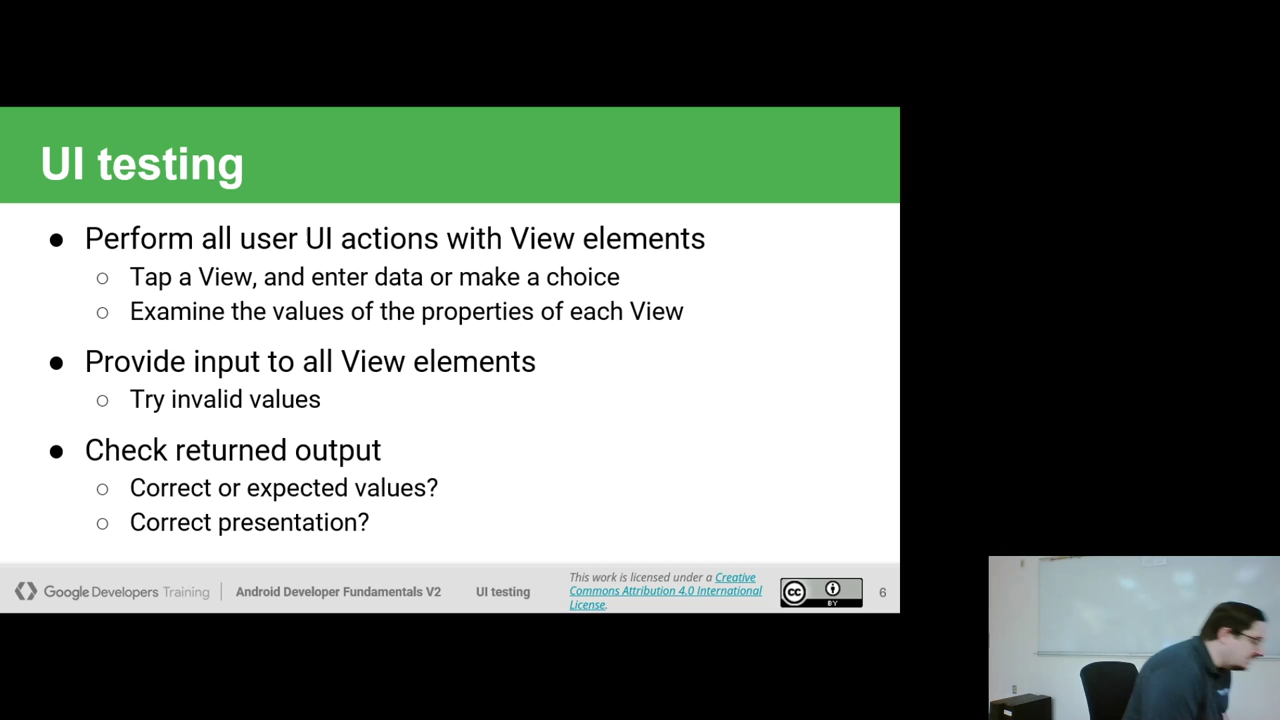 UI testing
● Perform all user UI actions with View elements
○ Tap a View, and enter data or make a choice
○ Examine the values of the properties of each View
● Provide input to all View elements
○ Try invalid values
● Check returned output
○ Correct or expected values?
○ Correct presentation?
Google Developers Training
Android Developer Fundamentals V2
UI testing
This work is licensed under a Creative
Commons Attribution 4.0 International
License.
cc
BY
6